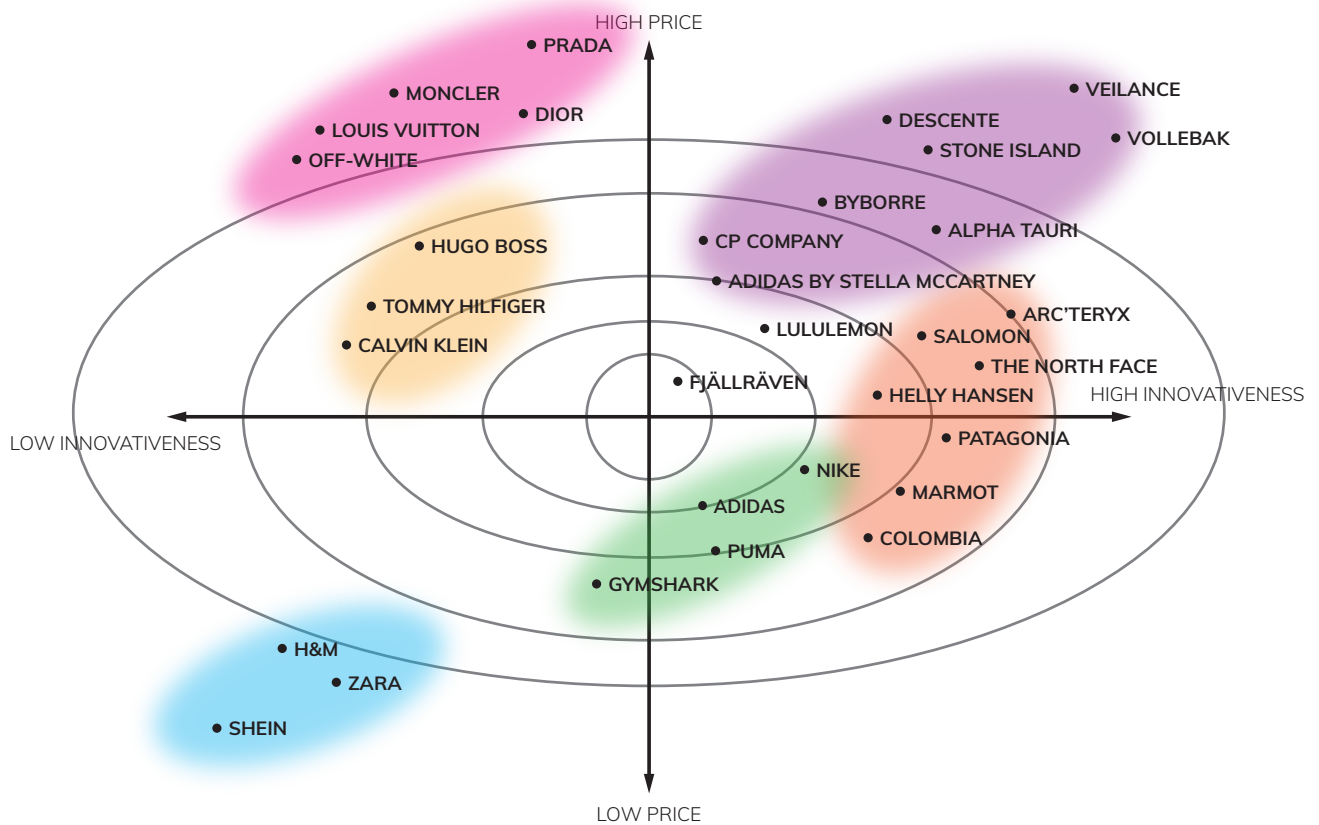 HIGH PRICE
PRADA
MONCLER
DIOR
LOUIS VUITTON
OFF-WHITE
VEILANCE
DESCENTE
VOLLEBAK
STONE ISLAND
BYBORRE
ALPHA TAURI
CP COMPANY
HUGO BOSS
ADIDAS BY STELLA MCCARTNEY
TOMMY HILFIGER
ARC'TERYX
LULULEMON
SALOMON
CALVIN KLEIN
THE NORTH FACE
FJÄLLRÄVEN
HELLY HANSEN
HIGH INNOVATIVENESS
LOW INNOVATIVENESS
PATAGONIA
NIKE
MARMOT
ADIDAS
COLOMBIA
PUMA
GYMSHARK
H&M
ZARA
SHEIN
LOW PRICE